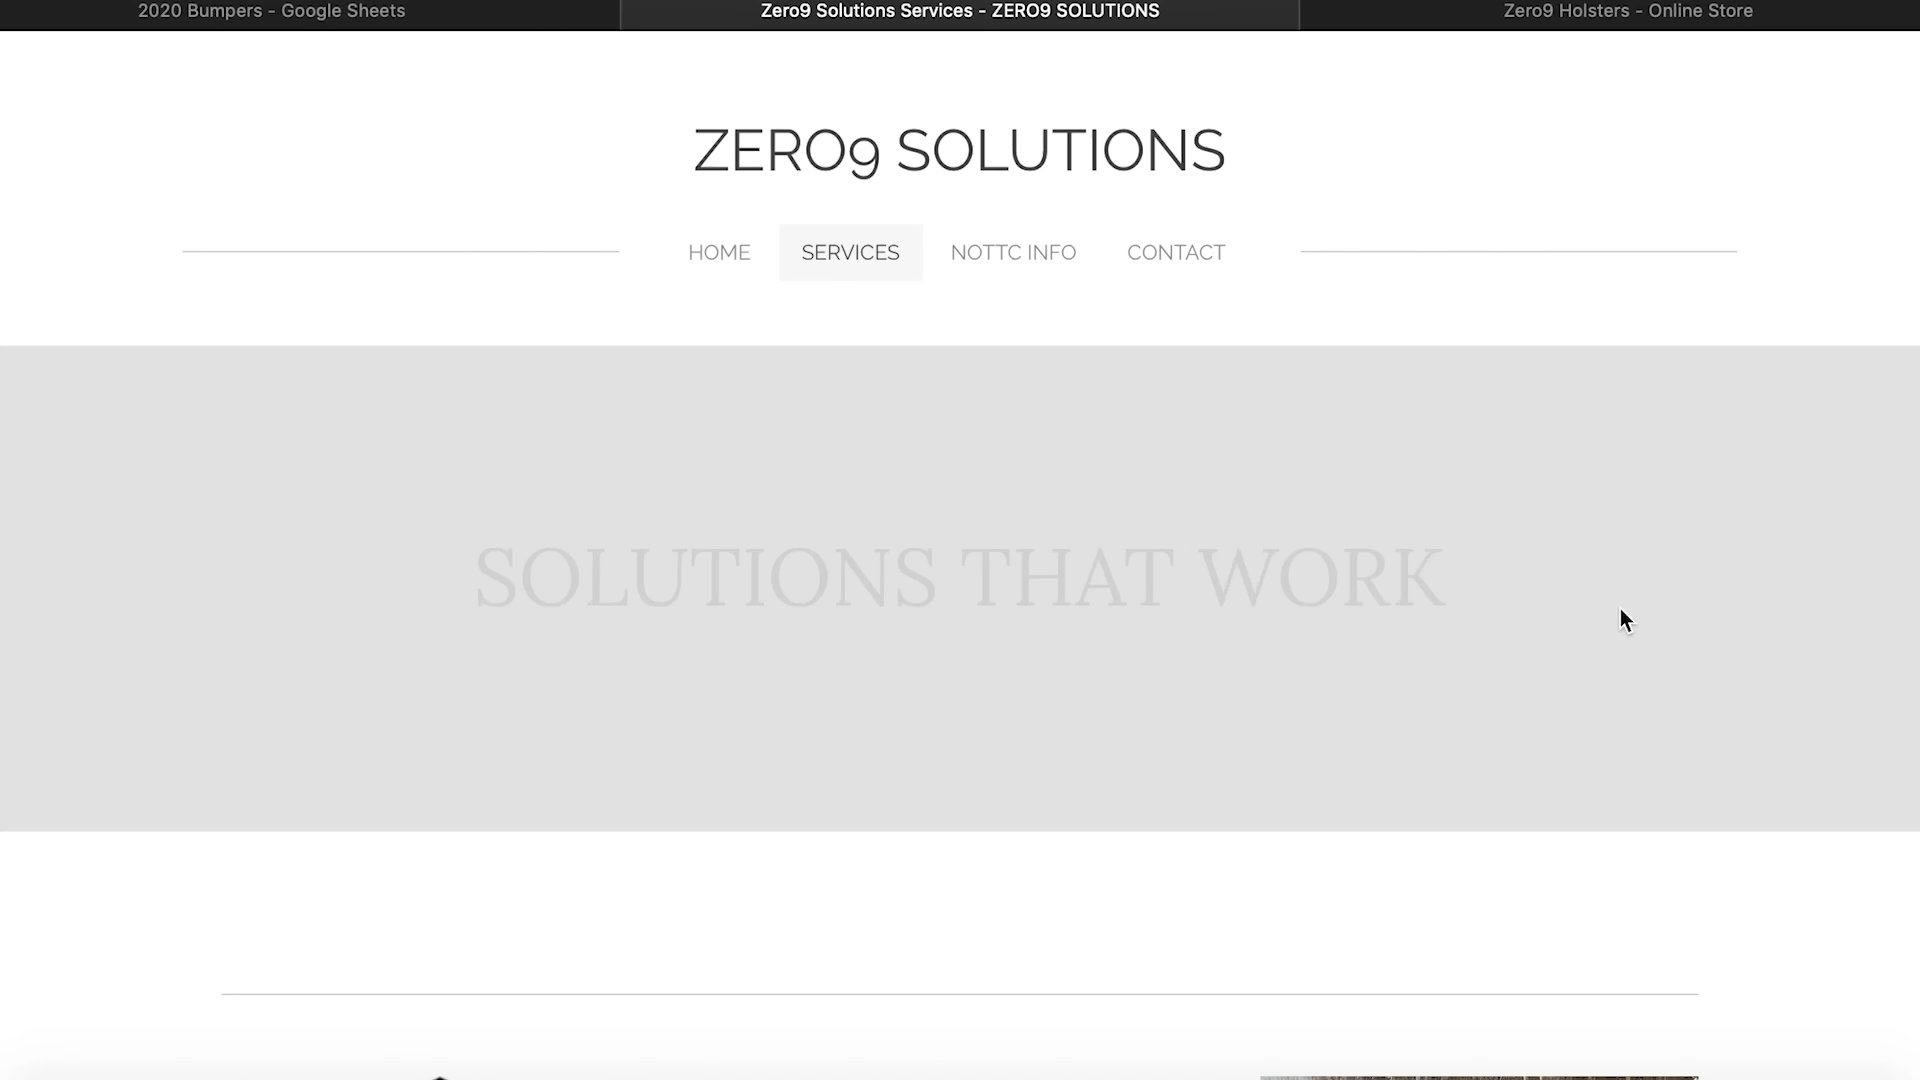 2020 Bumpers - Google Sheets
Zero9 Solutions Services - ZERO9 SOLUTIONS
Zero9 Holsters - Online Store
ZERO9 SOLUTIONS
HOME
SERVICES
NOTTC INFO
CONTACT
SOLUTIONS THAT WORK